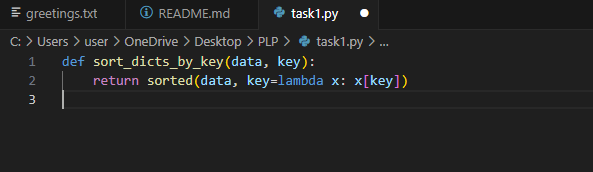 greetings.txt README.md task1.py
C: > Users > user > OneDrive > Desktop > PLP > task1.py > ...
1 def sort_dicts_by_key(data, key):
2     return sorted(data, key=lambda x: x[key])
3